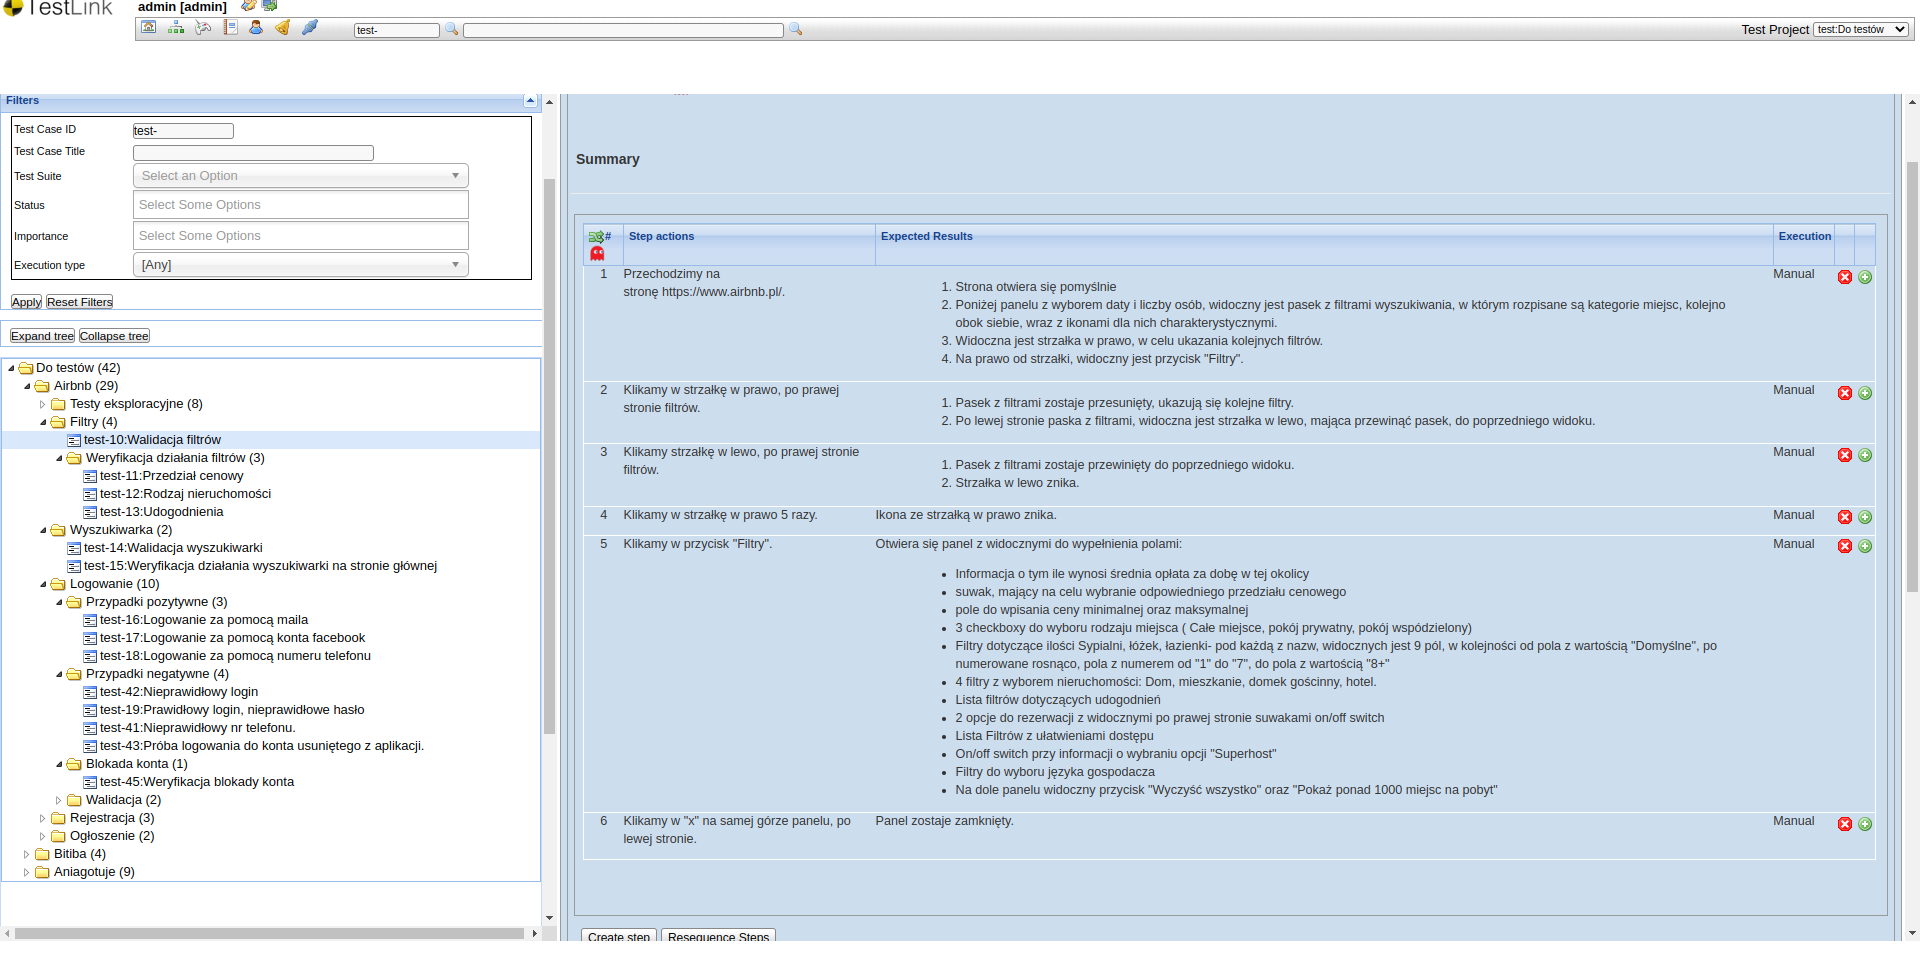 TestLink
admin [admin]
test-
Test Project test:Do testów
Filters
Test Case ID test-
Test Case Title
Test Suite Select an Option
Status Select Some Options
Importance Select Some Options
Execution type [Any]
Apply Reset Filters
Expand tree Collapse tree
Do testów (42)
Airbnb (29)
Testy eksploracyjne (8)
Filtry (4)
test-10:Walidacja filtrów
Weryfikacja działania filtrów (3)
test-11:Przedział cenowy
test-12:Rodzaj nieruchomości
test-13:Udogodnienia
Wyszukiwarka (2)
test-14:Walidacja wyszukiwarki
test-15:Weryfikacja działania wyszukiwarki na stronie głównej
Logowanie (10)
Przypadki pozytywne (3)
test-16:Logowanie za pomocą maila
test-17:Logowanie za pomocą konta facebook
test-18:Logowanie za pomocą numeru telefonu
Przypadki negatywne (4)
test-42:Nieprawidłowy login
test-19:Prawidłowy login, nieprawidłowe hasło
test-41:Nieprawidłowy nr telefonu.
test-43:Próba logowania do konta usuniętego z aplikacji.
Blokada konta (1)
test-45:Weryfikacja blokady konta
Walidacja (2)
Rejestracja (3)
Ogłoszenie (2)
Bitiba (4)
Aniagotuje (9)
Summary
# Step actions Expected Results Execution
1 Przechodzimy na
stronę https://www.airbnb.pl/.
1. Strona otwiera się pomyślnie
2. Poniżej panelu z wyborem daty i liczby osób, widoczny jest pasek z filtrami wyszukiwania, w którym rozpisane są kategorie miejsc, kolejno
obok siebie, wraz z ikonami dla nich charakterystycznymi.
3. Widoczna jest strzałka w prawo, w celu ukazania kolejnych filtrów.
4. Na prawo od strzałki, widoczny jest przycisk "Filtry".
Manual
2 Klikamy w strzałkę w prawo, po prawej
stronie filtrów.
1. Pasek z filtrami zostaje przesunięty, ukazują się kolejne filtry.
2. Po lewej stronie paska z filtrami, widoczna jest strzałka w lewo, mająca przewinąć pasek, do poprzedniego widoku.
Manual
3 Klikamy strzałkę w lewo, po prawej stronie
filtrów.
1. Pasek z filtrami zostaje przewinięty do poprzedniego widoku.
2. Strzałka w lewo znika.
Manual
4 Klikamy w strzałkę w prawo 5 razy. Ikona ze strzałką w prawo znika. Manual
5 Klikamy w przycisk "Filtry". Otwiera się panel z widocznymi do wypełnienia polami: Manual
• Informacja o tym ile wynosi średnia opłata za dobę w tej okolicy
• suwak, mający na celu wybranie odpowiedniego przedziału cenowego
• pole do wpisania ceny minimalnej oraz maksymalnej
• 3 checkboxy do wyboru rodzaju miejsca ( Całe miejsce, pokój prywatny, pokój wspódzielony)
• Filtry dotyczące ilości Sypialni, łóżek, łazienki- pod każdą z nazw, widocznych jest 9 pól, w kolejności od pola z wartością "Domyślne", po
numerowane rosnąco, pola z numerem od "1" do "7", do pola z wartością "8+"
• 4 filtry z wyborem nieruchomości: Dom, mieszkanie, domek gościnny, hotel.
• Lista filtrów dotyczących udogodnień
• 2 opcje do rezerwacji z widocznymi po prawej stronie suwakami on/off switch
• Lista Filtrów z ułatwieniami dostępu
• On/off switch przy informacji o wybraniu opcji "Superhost"
• Filtry do wyboru języka gospodacza
• Na dole panelu widoczny przycisk "Wyczyść wszystko" oraz "Pokaż ponad 1000 miejsc na pobyt"
6 Klikamy w "x" na samej górze panelu, po
lewej stronie.
Panel zostaje zamknięty. Manual
Create step Resequence Steps